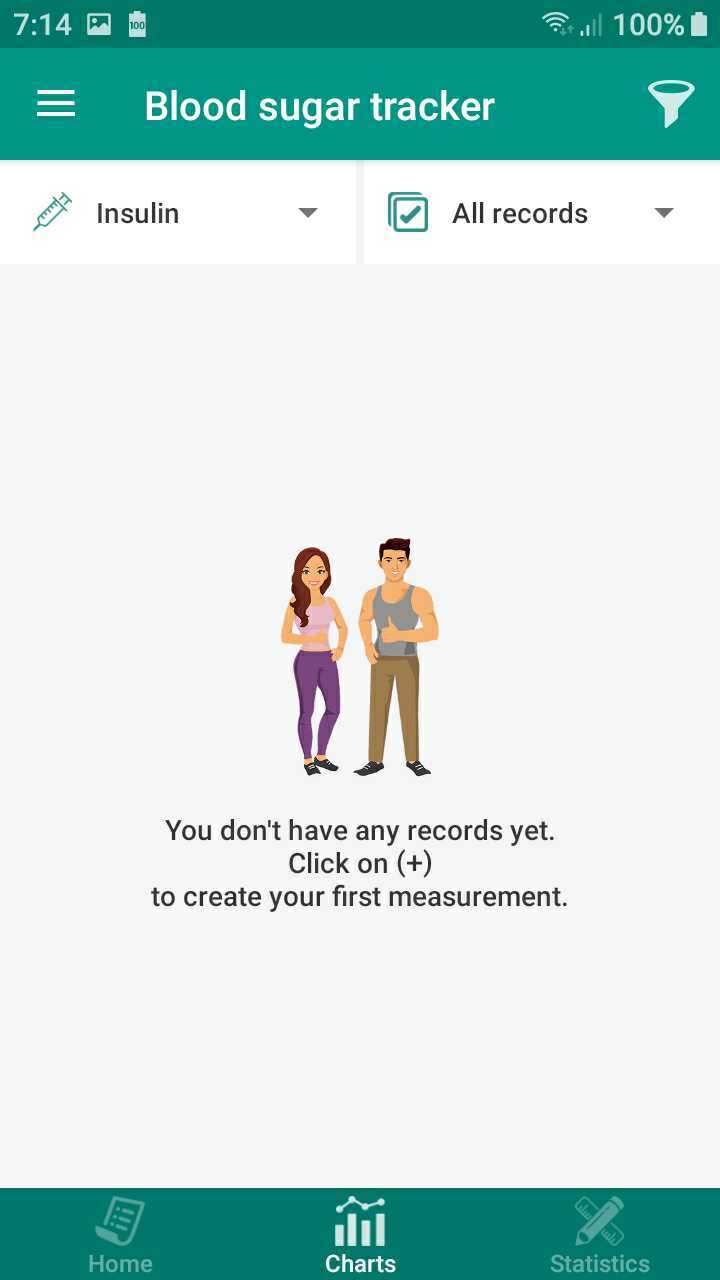 7:14
100
100%
Blood sugar tracker
Insulin
All records
You don't have any records yet.
Click on (+)
to create your first measurement.
Home
Charts
Statistics